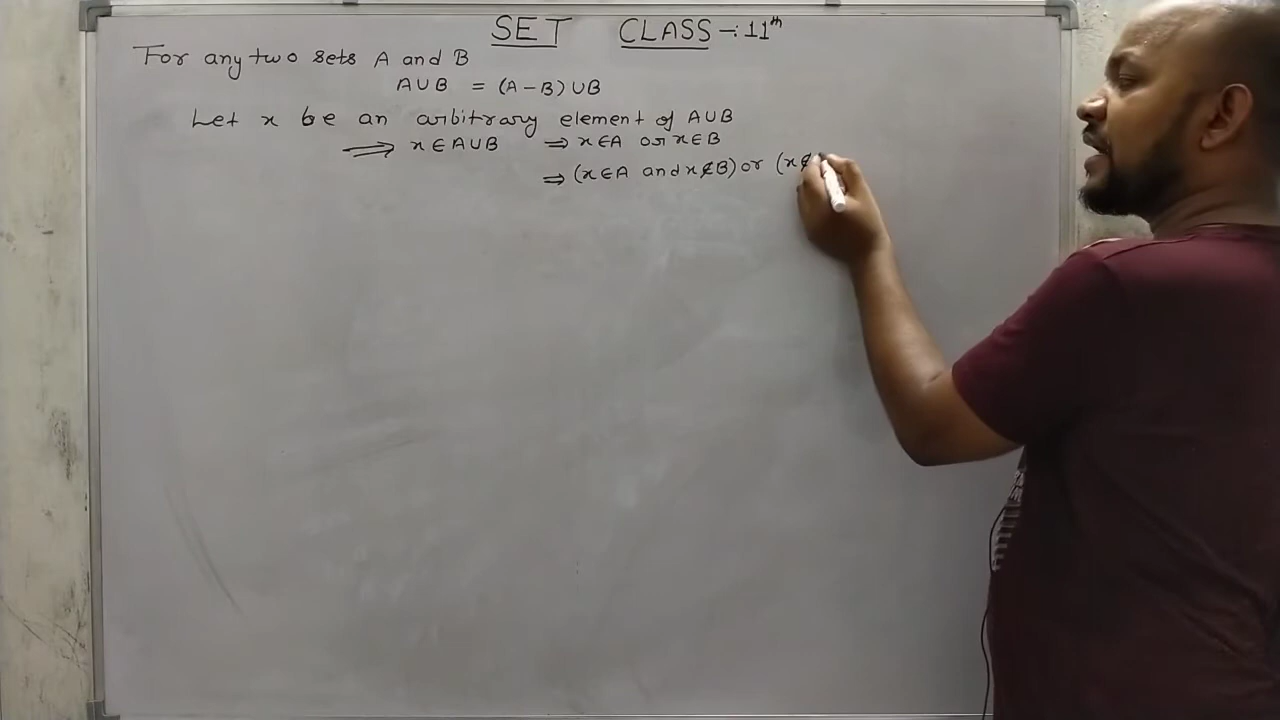 SET CLASS -: 11th
For any two sets A and B
A∪B = (A-B)∪B
Let x be an arbitrary element of A∪B
⟹ x∈A∪B ⇒ x∈A or x∈B
⇒ (x∈A and x∉B) or (x∉